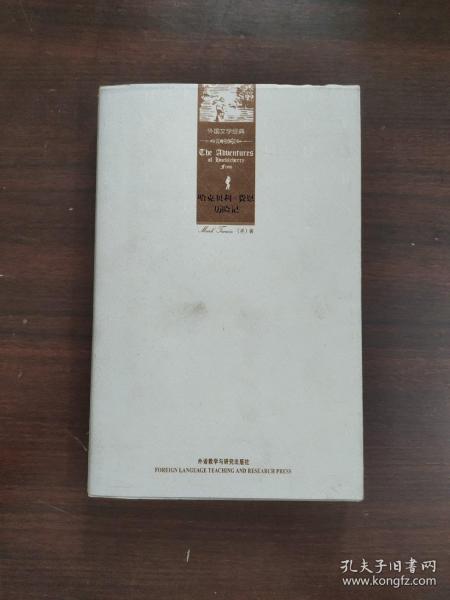 外国文学经典
The Adventures
of Huckleberry
Finn
哈克贝利·费恩
历险记
Mark Twain (美) 著
外语教学与研究出版社
FOREIGN LANGUAGE TEACHING AND RESEARCH PRESS
孔夫子旧书网
www.kongfz.com